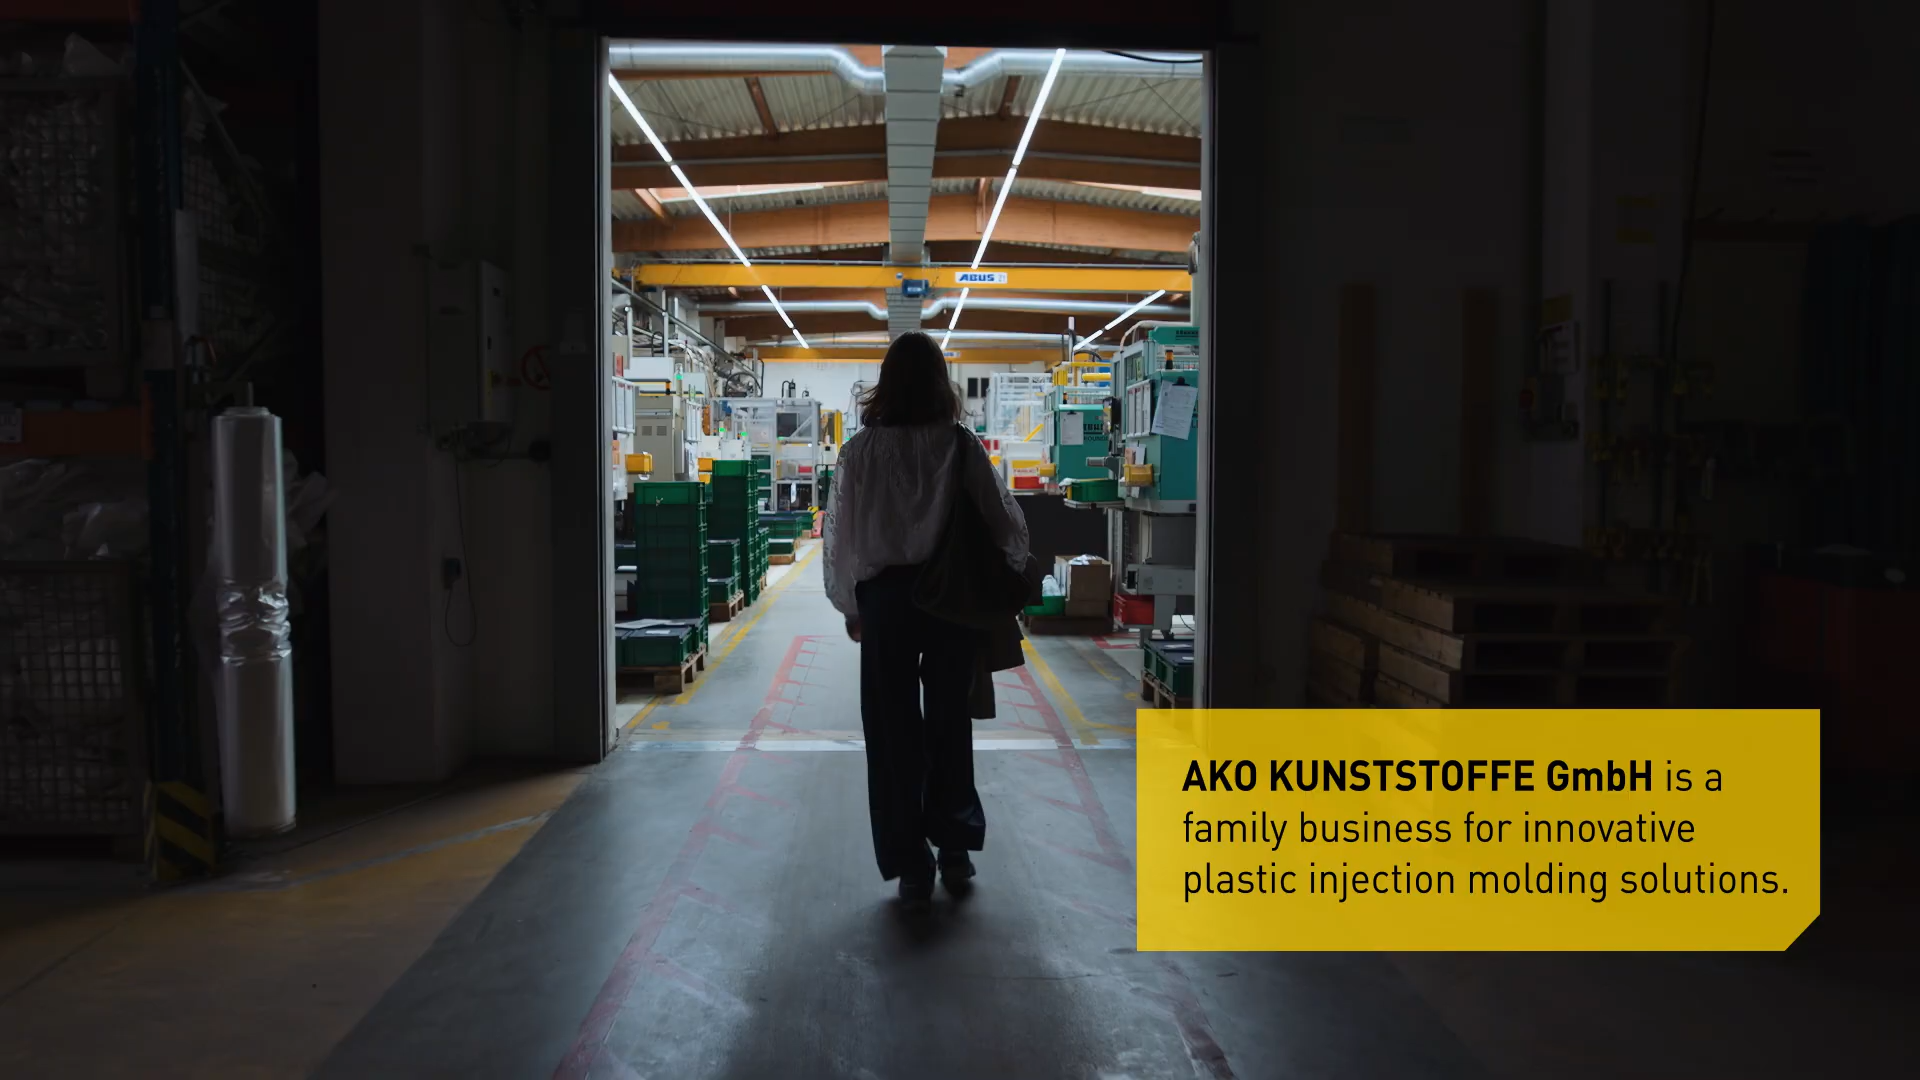 ABUS
AKO KUNSTSTOFFE GmbH is a
family business for innovative
plastic injection molding solutions.